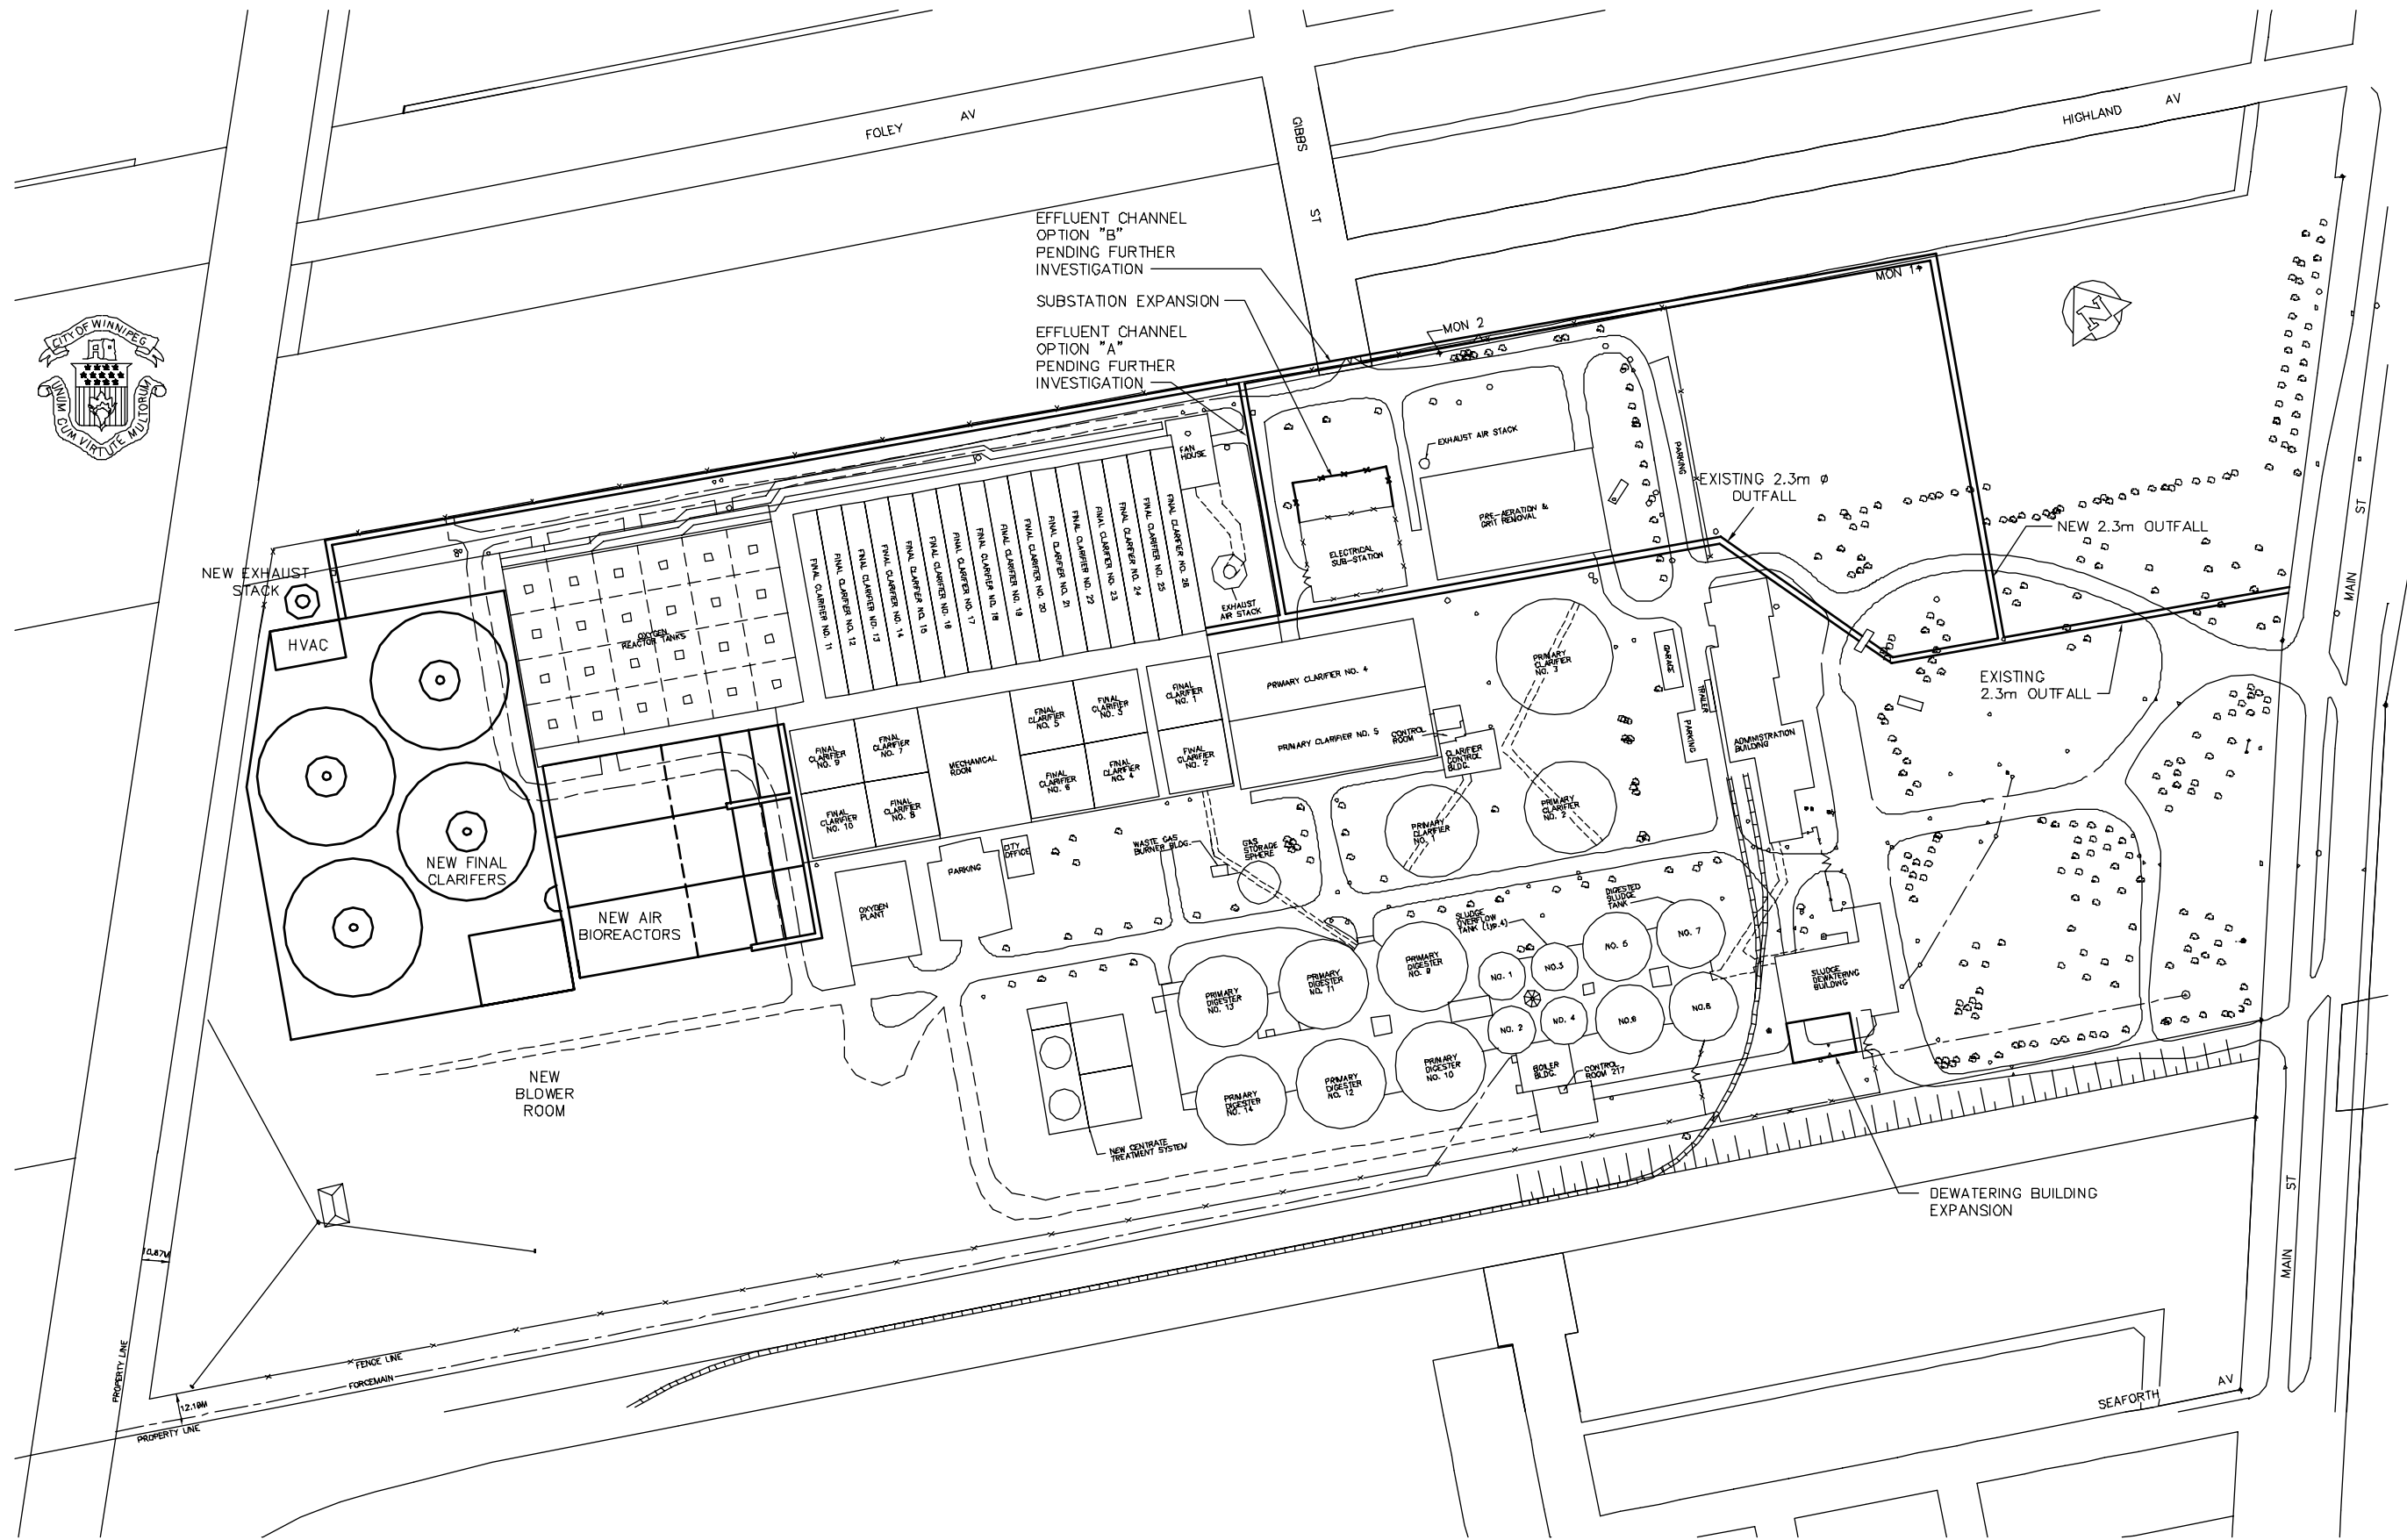 FOLEY AV
GIBBS ST
HIGHLAND AV
CITY OF WINNIPEG
UNUM CUM VIRTUTE MULTORUM
EFFLUENT CHANNEL
OPTION "B"
PENDING FURTHER
INVESTIGATION
SUBSTATION EXPANSION
EFFLUENT CHANNEL
OPTION "A"
PENDING FURTHER
INVESTIGATION
MON 2
MON 1
N
FAN
HOUSE
EXHAUST AIR STACK
PARKING
EXISTING 2.3m ø
OUTFALL
PRE-AERATION &
GRIT REMOVAL
NEW 2.3m OUTFALL
MAIN ST
ELECTRICAL
SUB-STATION
EXHAUST
AIR STACK
NEW EXHAUST
STACK
HVAC
OXYGEN
REACTOR TANKS
FINAL CLARIFIER NO. 11
FINAL CLARIFIER NO. 12
FINAL CLARIFIER NO. 13
FINAL CLARIFIER NO. 14
FINAL CLARIFIER NO. 15
FINAL CLARIFIER NO. 16
FINAL CLARIFIER NO. 17
FINAL CLARIFIER NO. 18
FINAL CLARIFIER NO. 19
FINAL CLARIFIER NO. 20
FINAL CLARIFIER NO. 21
FINAL CLARIFIER NO. 22
FINAL CLARIFIER NO. 23
FINAL CLARIFIER NO. 24
FINAL CLARIFIER NO. 25
FINAL CLARIFIER NO. 26
PRIMARY CLARIFIER NO. 4
PRIMARY CLARIFIER NO. 5
CONTROL
ROOM
CLARIFIER
CONTROL
BLDG.
PRIMARY
CLARIFIER
NO. 3
GARAGE
TRAILER
PARKING
ADMINISTRATION
BUILDING
EXISTING
2.3m OUTFALL
FINAL
CLARIFIER
NO. 1
FINAL
CLARIFIER
NO. 2
FINAL
CLARIFIER
NO. 3
FINAL
CLARIFIER
NO. 4
FINAL
CLARIFIER
NO. 5
FINAL
CLARIFIER
NO. 6
MECHANICAL
ROOM
FINAL
CLARIFIER
NO. 7
FINAL
CLARIFIER
NO. 8
FINAL
CLARIFIER
NO. 9
FINAL
CLARIFIER
NO. 10
PRIMARY
CLARIFIER
NO. 1
PRIMARY
CLARIFIER
NO. 2
NEW FINAL
CLARIFERS
NEW AIR
BIOREACTORS
OXYGEN
PLANT
PARKING
CITY
OFFICE
WASTE GAS
BURNER BLDG.
GAS
STORAGE
SPHERE
SLUDGE
OVERFLOW
TANK (typ.4)
DIGESTED
SLUDGE
TANK
PRIMARY
DIGESTER
NO. 13
PRIMARY
DIGESTER
NO. 11
PRIMARY
DIGESTER
NO. 9
NO. 1
NO.3
NO. 5
NO. 7
NO. 2
NO. 4
NO.6
NO.8
SLUDGE
DEWATERING
BUILDING
PRIMARY
DIGESTER
NO. 14
PRIMARY
DIGESTER
NO. 12
PRIMARY
DIGESTER
NO. 10
BOILER
BLDG.
CONTROL
ROOM 217
NEW
BLOWER
ROOM
NEW CENTRATE
TREATMENT SYSTEM
DEWATERING BUILDING
EXPANSION
10.67M
PROPERTY LINE
FENCE LINE
FORCEMAIN
12.19M
PROPERTY LINE
MAIN ST
SEAFORTH AV